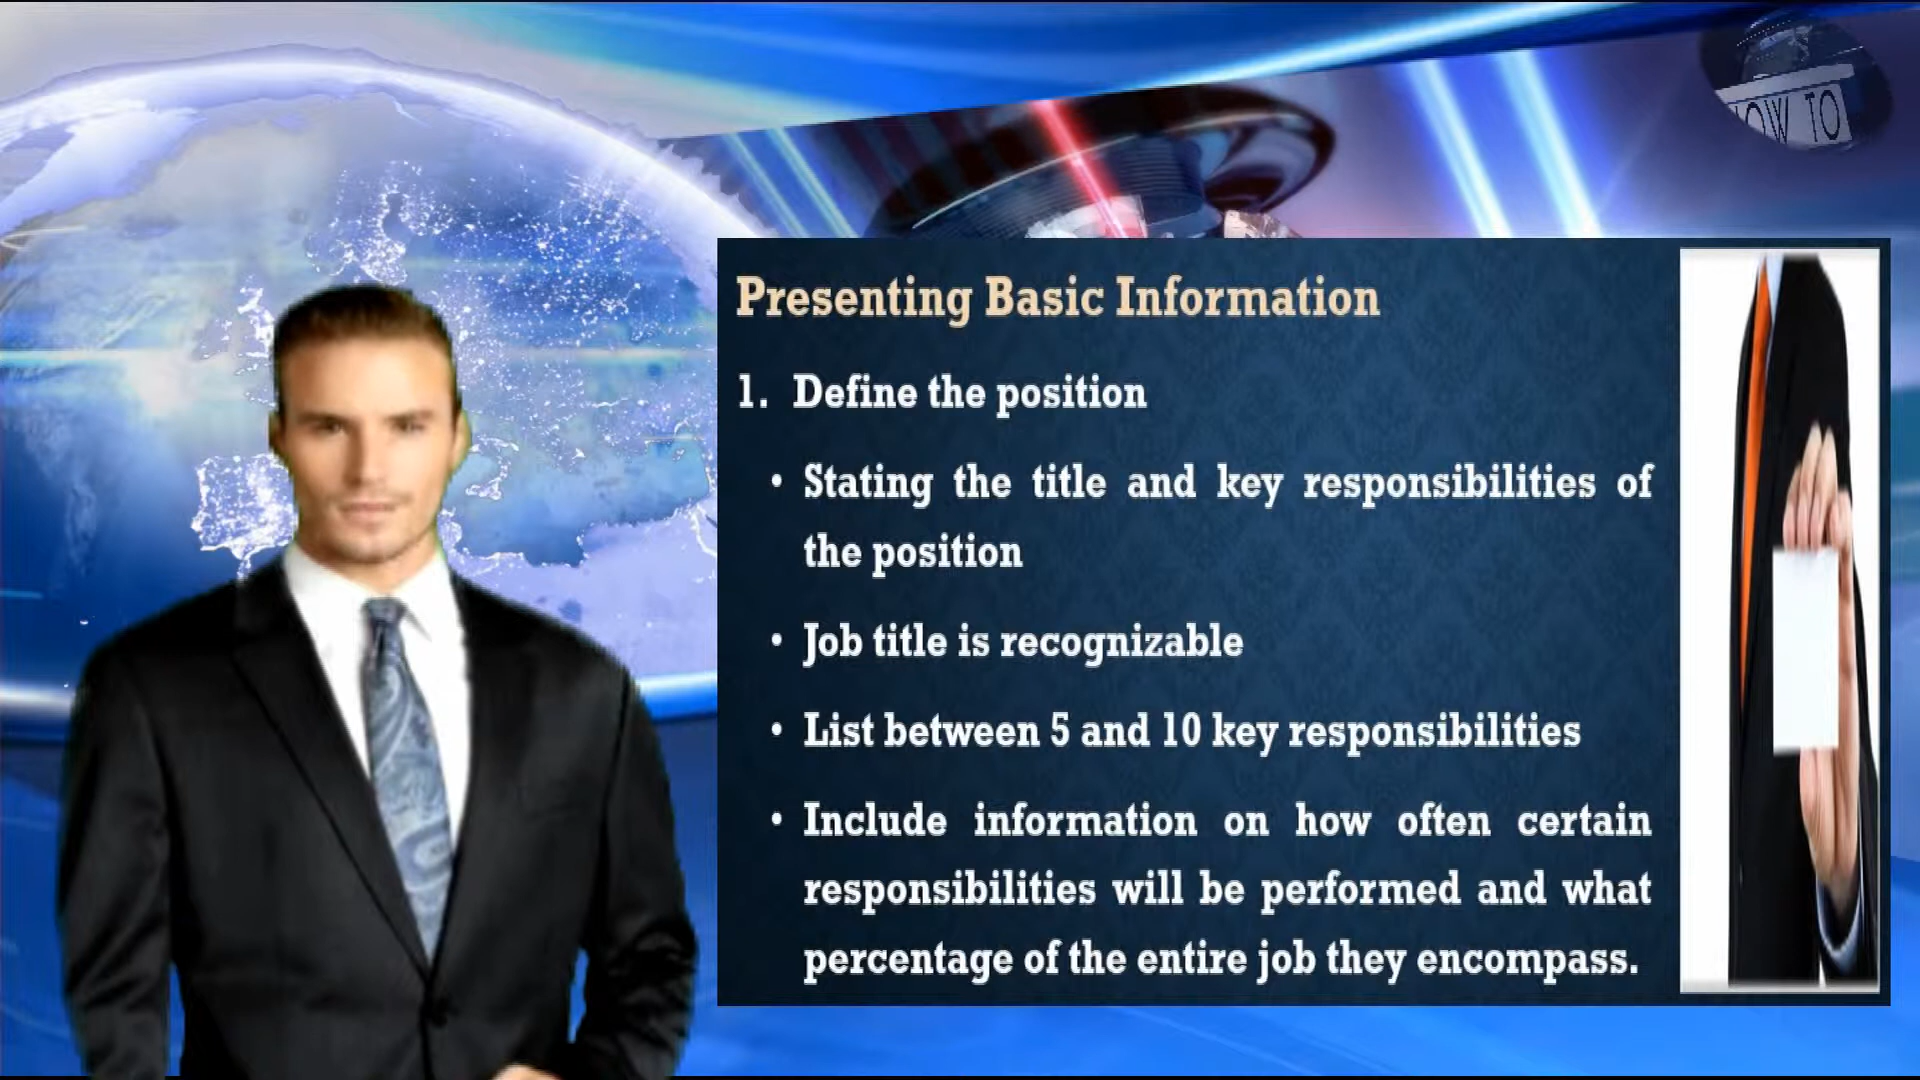 HOW TO
Presenting Basic Information
1. Define the position
• Stating the title and key responsibilities of
the position
• Job title is recognizable
• List between 5 and 10 key responsibilities
• Include information on how often certain
responsibilities will be performed and what
percentage of the entire job they encompass.